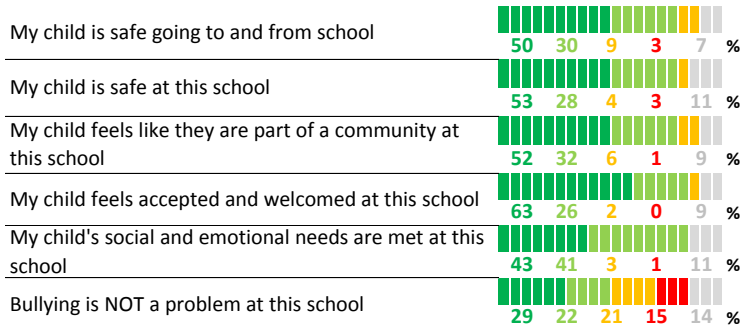 My child is safe going to and from school
50 30 9 3 7 %
My child is safe at this school
53 28 4 3 11 %
My child feels like they are part of a community at
this school
52 32 6 1 9 %
My child feels accepted and welcomed at this school
63 26 2 0 9 %
My child's social and emotional needs are met at this
school
43 41 3 1 11 %
Bullying is NOT a problem at this school
29 22 21 15 14 %